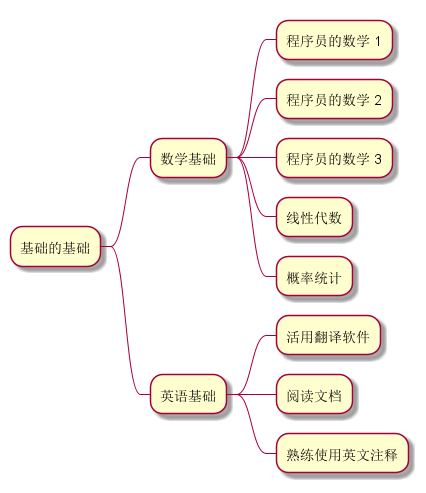 基础的基础
数学基础
程序员的数学 1
程序员的数学 2
程序员的数学 3
线性代数
概率统计
英语基础
活用翻译软件
阅读文档
熟练使用英文注释